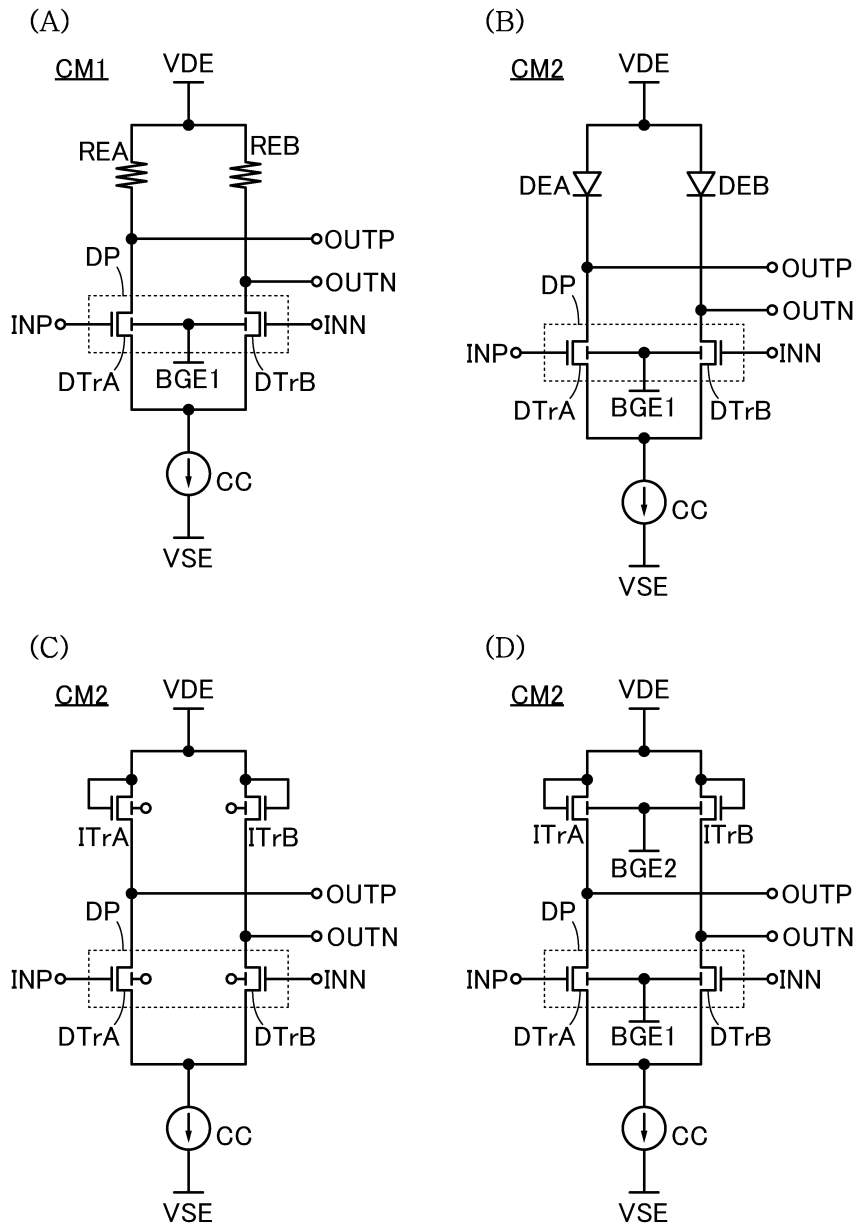 (A)
CM1
VDE
REA
REB
OUTP
DP
OUTN
INP
INN
DTrA
BGE1
DTrB
CC
VSE
(B)
CM2
VDE
DEA
DEB
OUTP
DP
OUTN
INP
INN
DTrA
BGE1
DTrB
CC
VSE
(C)
CM2
VDE
ITrA
ITrB
OUTP
DP
OUTN
INP
INN
DTrA
DTrB
CC
VSE
(D)
CM2
VDE
ITrA
ITrB
BGE2
OUTP
DP
OUTN
INP
INN
DTrA
BGE1
DTrB
CC
VSE